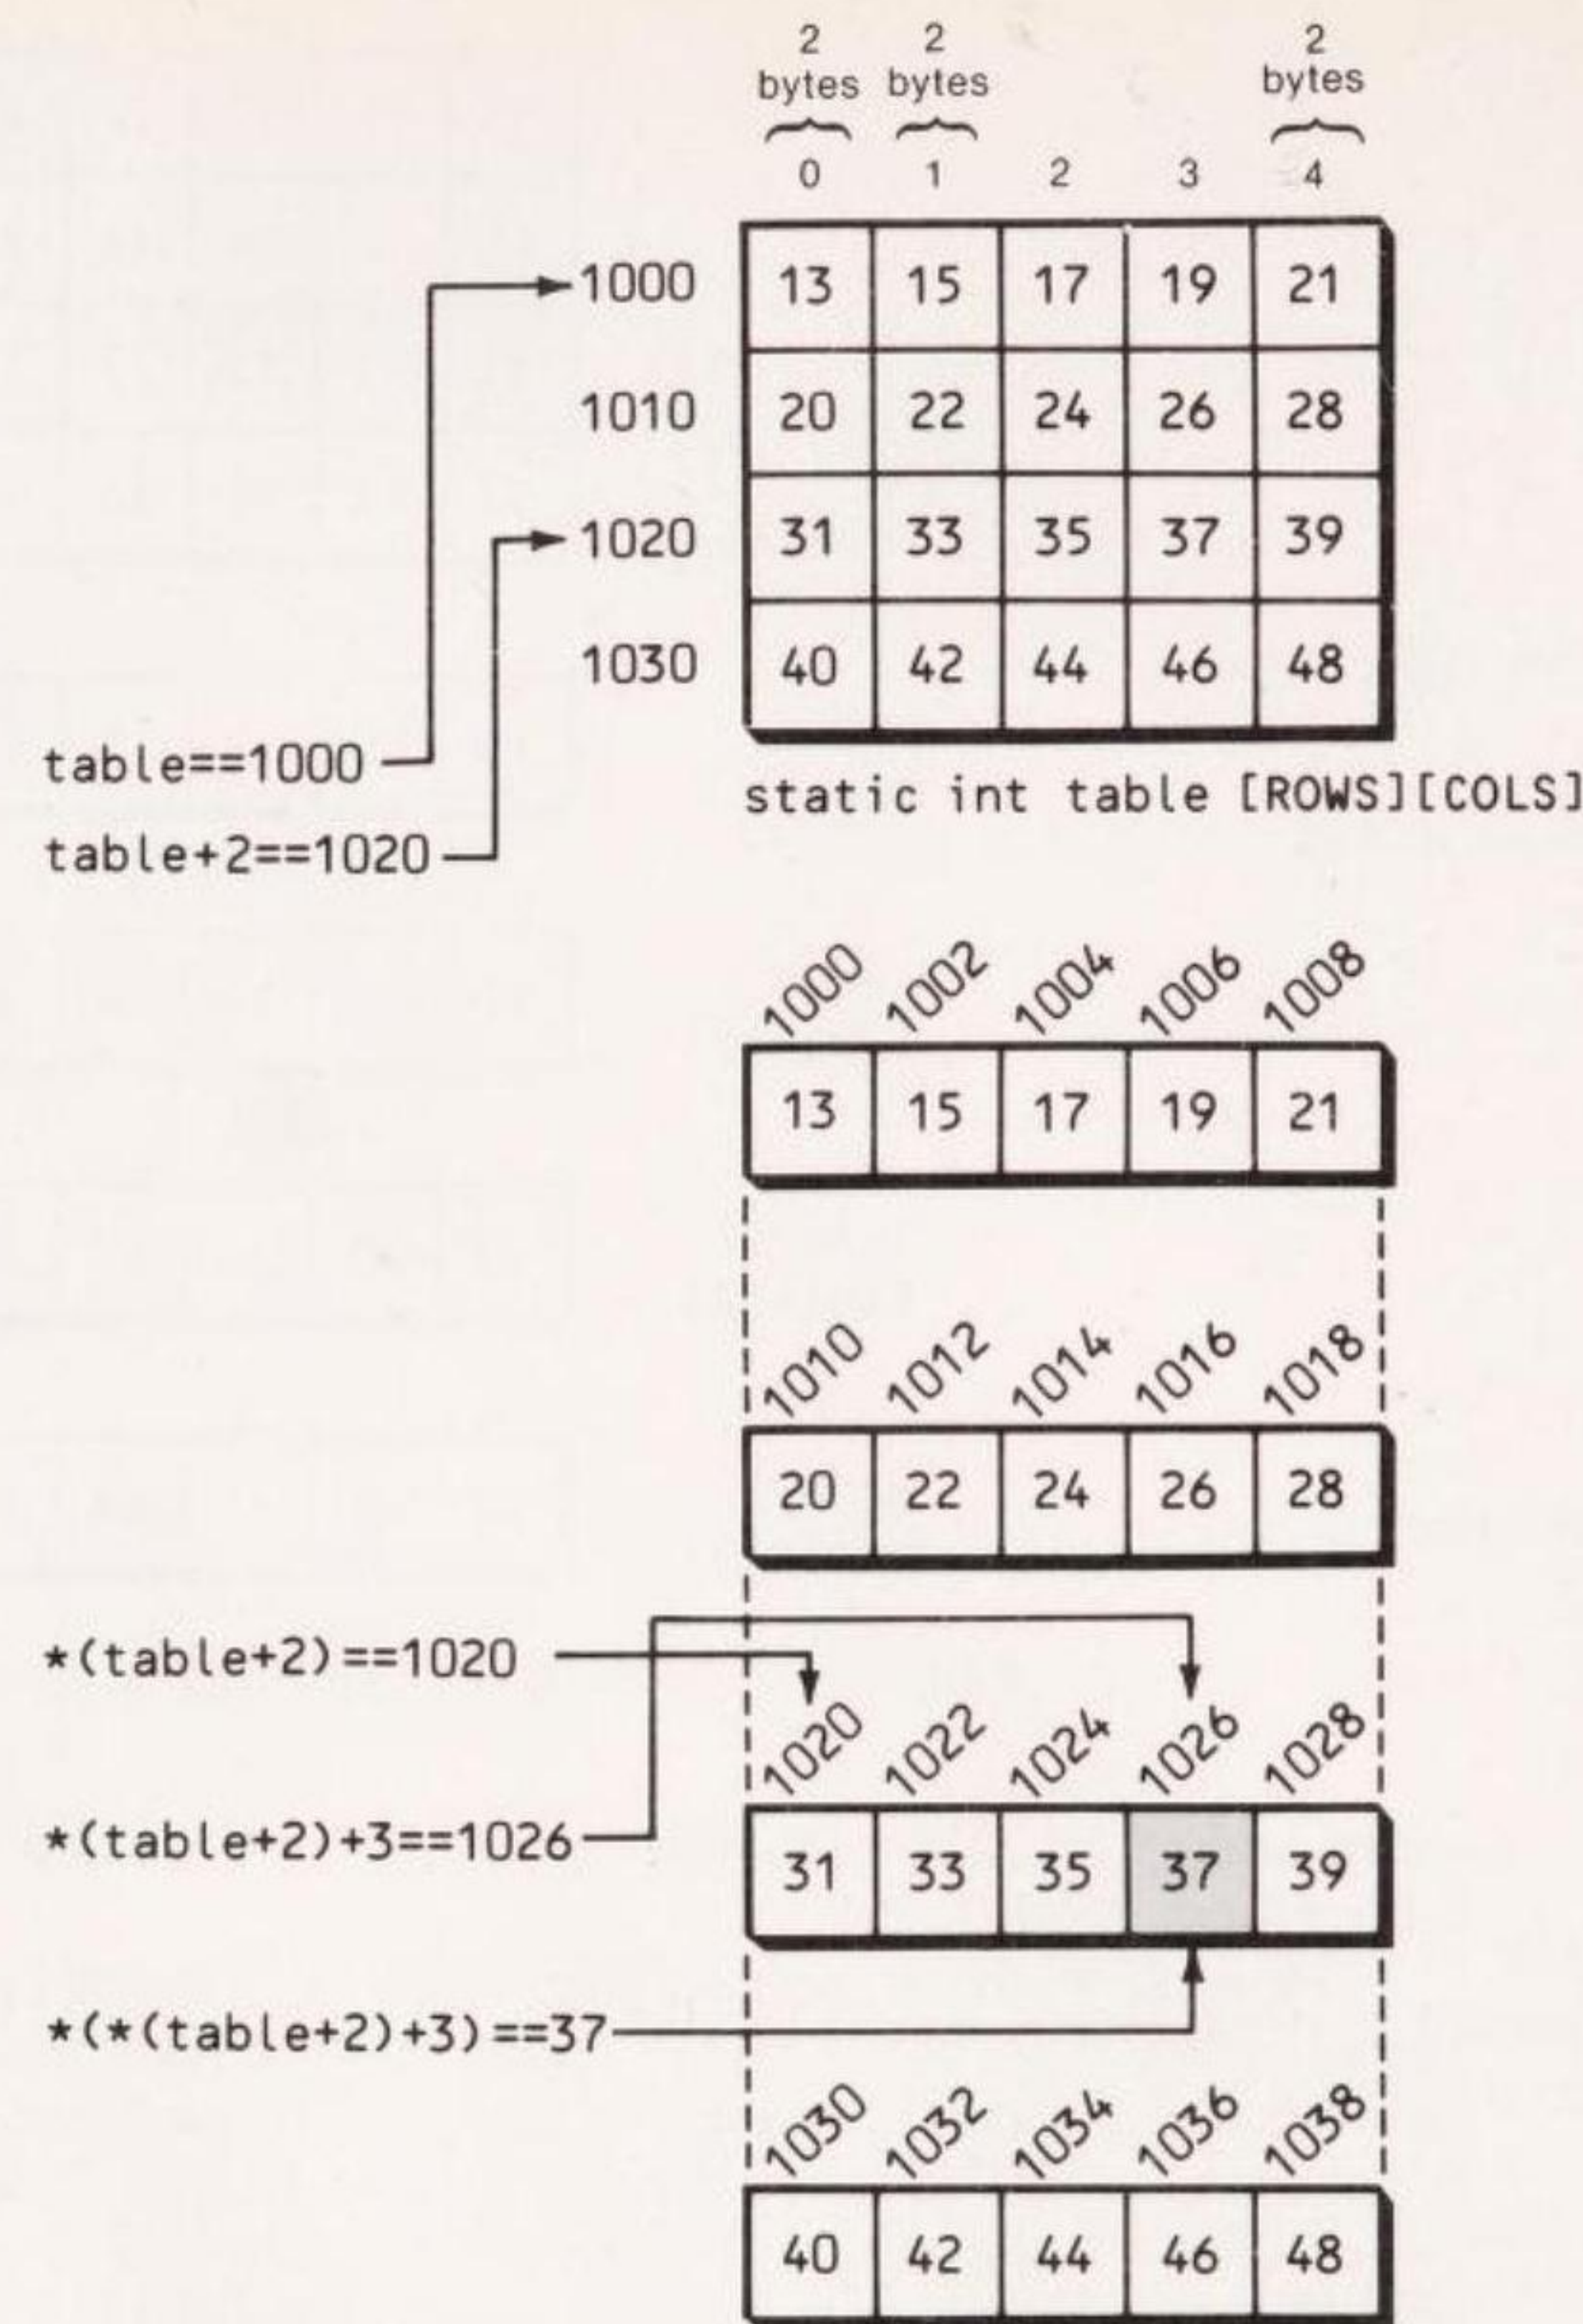 2 2 2
bytes bytes bytes
0 1 2 3 4
1000 13 15 17 19 21
1010 20 22 24 26 28
1020 31 33 35 37 39
1030 40 42 44 46 48
table==1000
static int table [ROWS][COLS]
table+2==1020
1000 1002 1004 1006 1008
13 15 17 19 21
1010 1012 1014 1016 1018
20 22 24 26 28
*(table+2)==1020
1020 1022 1024 1026 1028
*(table+2)+3==1026
31 33 35 37 39
*(*(table+2)+3)==37
1030 1032 1034 1036 1038
40 42 44 46 48